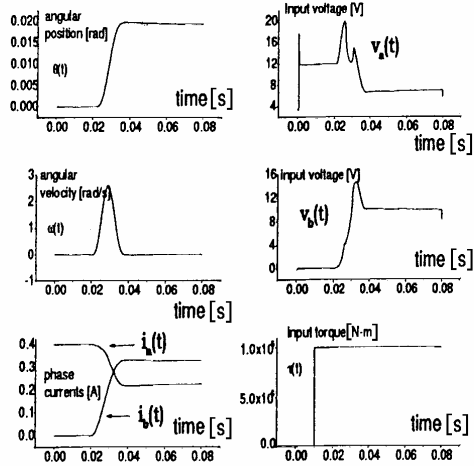 angular
position [rad]
θ(t)
0.020
0.015
0.010
0.005
0.000
0.00 0.02 0.04 0.06 0.08
time [s]
Input voltage [V]
20
16
12
8
4
v_a(t)
0.00 0.02 0.04 0.06 0.08
time [s]
angular
velocity [rad/s]
ω(t)
3
2
1
0
-1
0.00 0.02 0.04 0.06 0.08
time [s]
Input voltage [V]
16
12
8
4
0
v_b(t)
0.00 0.02 0.04 0.06 0.08
time [s]
0.4
0.3
0.2
0.1
0.0
phase
currents [A]
i_a(t)
i_b(t)
0.00 0.02 0.04 0.06 0.08
time [s]
input torque[N·m]
1.0x10
5.0x10
0.0
τ(t)
0.00 0.02 0.04 0.06 0.08
time [s]